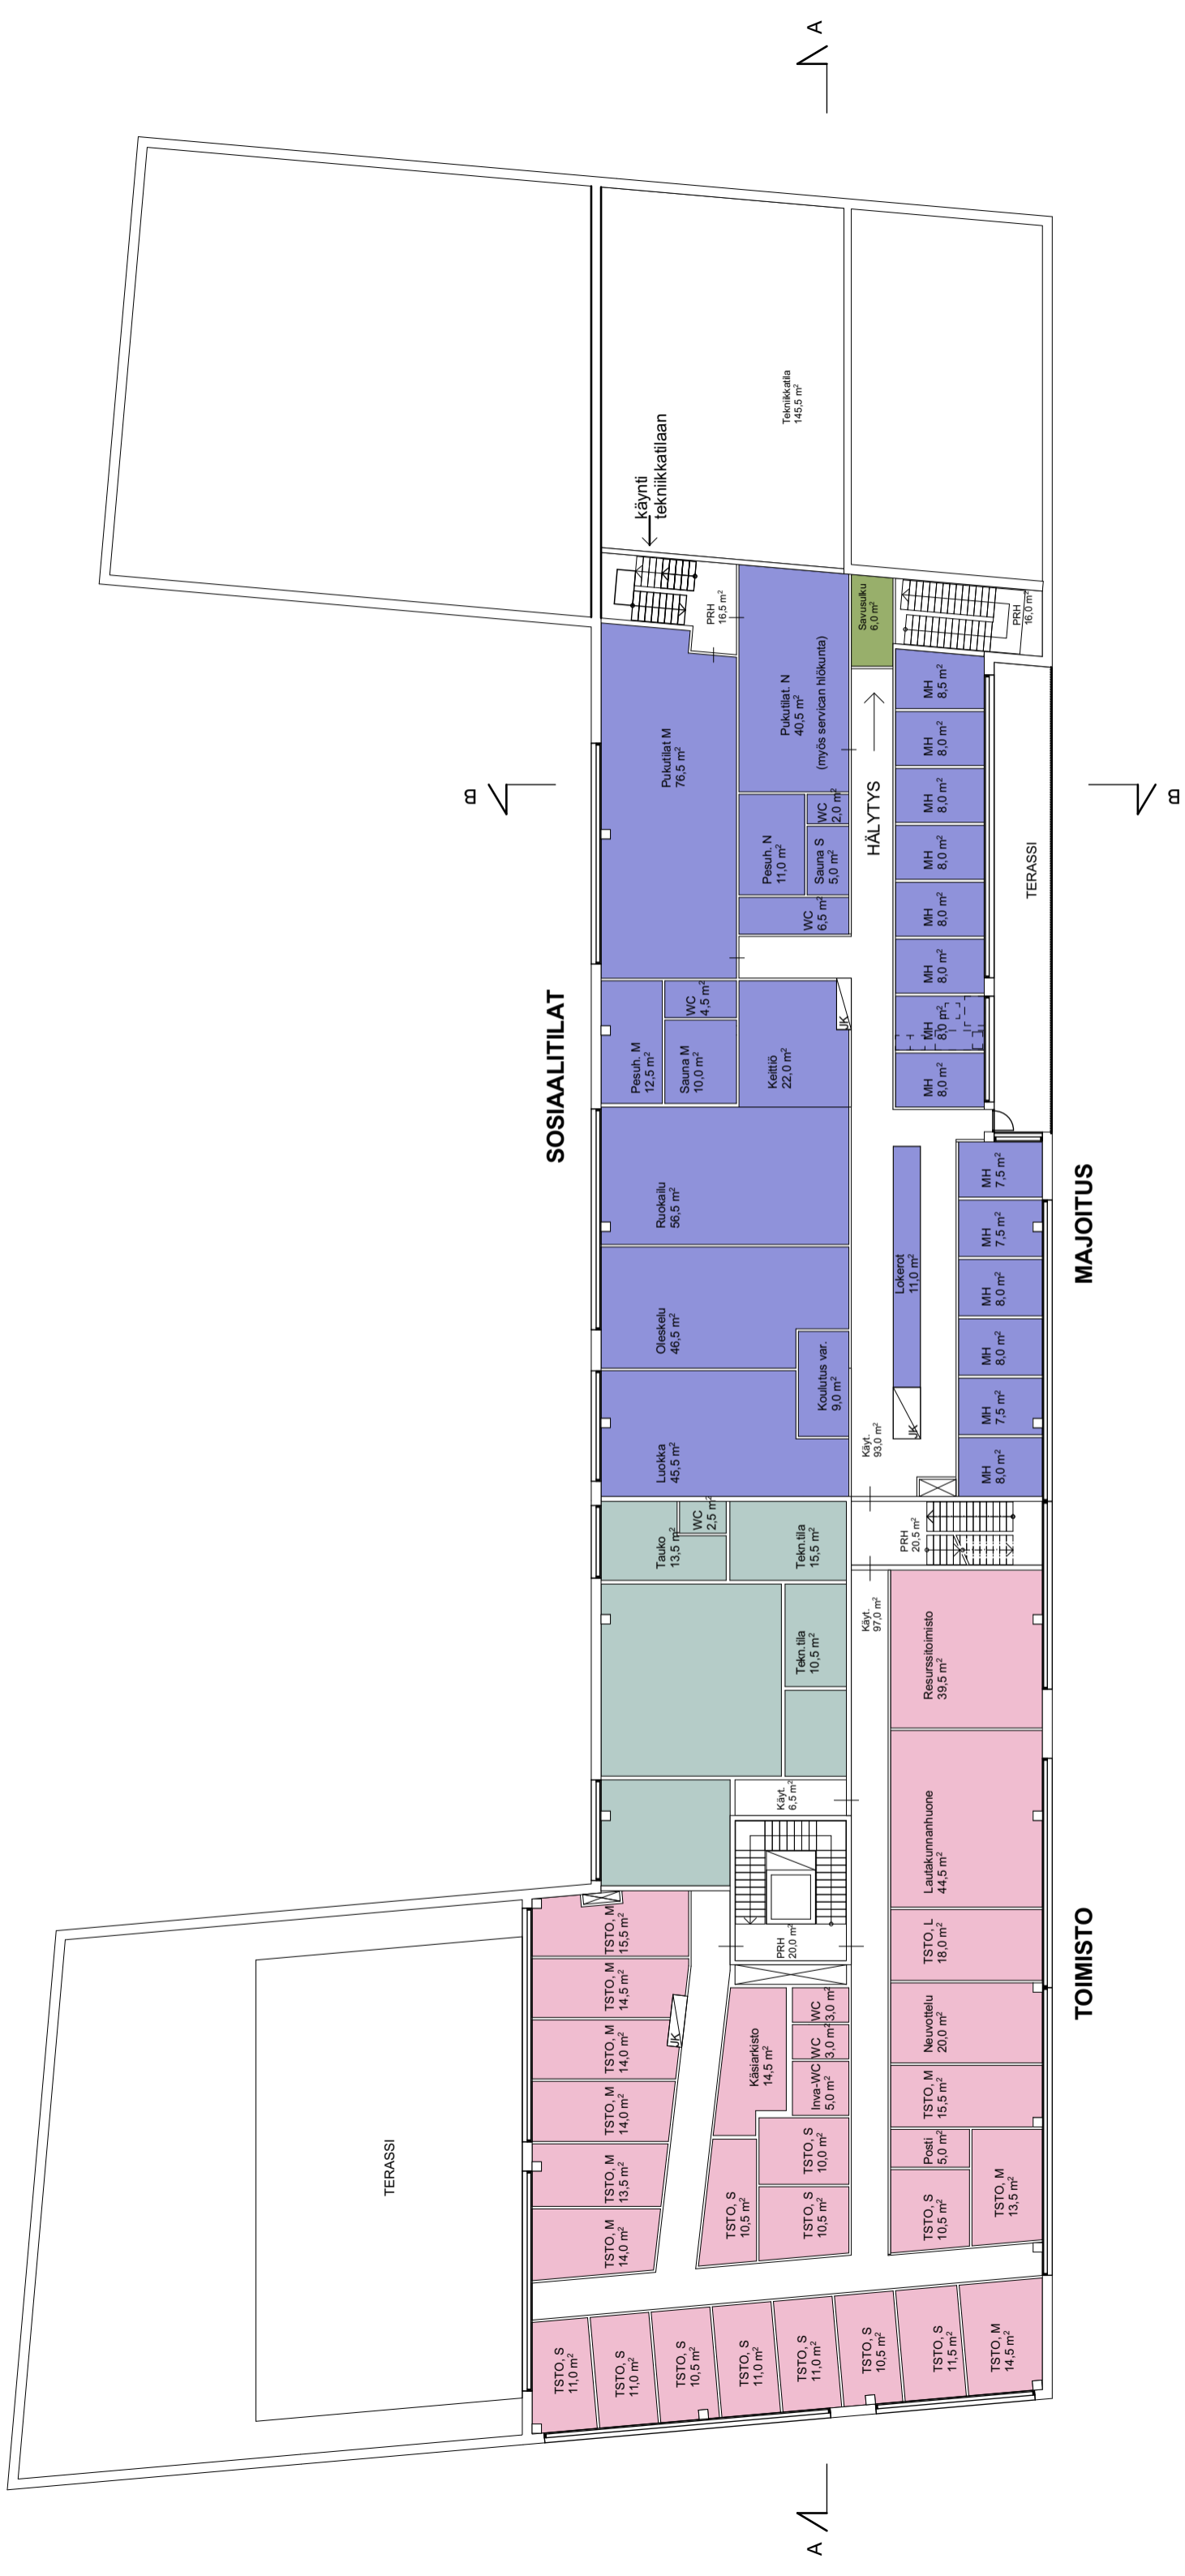 A
Tekniikkatila
145,5 m²
käynti
tekniikkatilaan
PRH
16,5 m²
Savusulku
6,0 m²
PRH
16,0 m²
Pukutilat M
76,5 m²
Pukutilat. N
40,5 m²
(myös servican hlökunta)
MH
8,5 m²
MH
8,0 m²
MH
8,0 m²
MH
8,0 m²
MH
8,0 m²
MH
8,0 m²
MH
8,0 m²
MH
8,0 m²
B
B
TERASSI
HÄLYTYS
Pesuh. N
11,0 m²
WC
2,0 m²
Sauna S
5,0 m²
WC
6,5 m²
SOSIAALITILAT
Pesuh. M
12,5 m²
WC
4,5 m²
Sauna M
10,0 m²
Keittiö
22,0 m²
JK
Ruokailu
56,5 m²
Oleskelu
46,5 m²
Koulutus var.
9,0 m²
Luokka
45,5 m²
Lokerot
11,0 m²
JK
Käyt.
93,0 m²
MH
7,5 m²
MH
7,5 m²
MH
8,0 m²
MH
8,0 m²
MH
7,5 m²
MH
8,0 m²
MAJOITUS
Tauko
13,5 m²
WC
2,5 m²
Tekn.tila
15,5 m²
PRH
20,5 m²
Tekn.tila
10,5 m²
Käyt.
97,0 m²
Resurssitoimisto
39,5 m²
Käyt.
6,5 m²
Lautakunnanhuone
44,5 m²
PRH
20,0 m²
TSTO, L
18,0 m²
TOIMISTO
TSTO, M
15,5 m²
TSTO, M
14,5 m²
JK
TSTO, M
14,0 m²
TSTO, M
14,0 m²
TSTO, M
13,5 m²
TSTO, M
14,0 m²
Käsiarkisto
14,5 m²
WC
3,0 m²
WC
3,0 m²
Inva-WC
5,0 m²
TSTO, S
10,0 m²
TSTO, S
10,5 m²
TSTO, S
10,5 m²
Neuvottelu
20,0 m²
TSTO, M
15,5 m²
Posti
5,0 m²
TSTO, S
10,5 m²
TSTO, M
13,5 m²
TERASSI
TSTO, S
11,0 m²
TSTO, S
11,0 m²
TSTO, S
10,5 m²
TSTO, S
11,0 m²
TSTO, S
11,0 m²
TSTO, S
10,5 m²
TSTO, S
11,5 m²
TSTO, M
14,5 m²
A